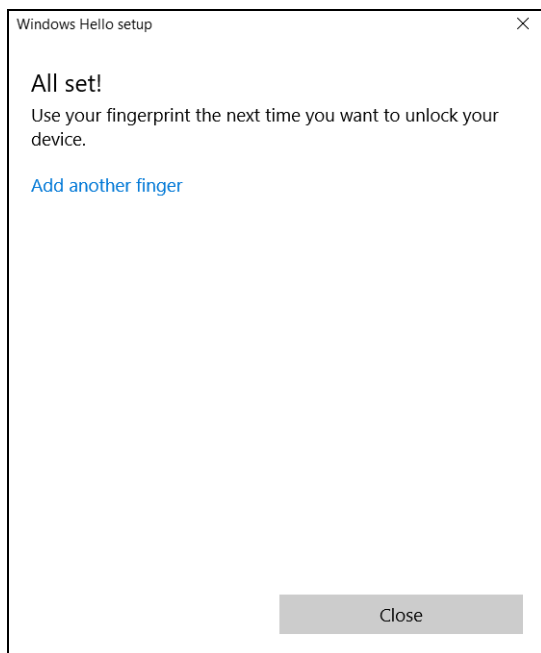 Windows Hello setup
All set!
Use your fingerprint the next time you want to unlock your
device.
Add another finger
Close